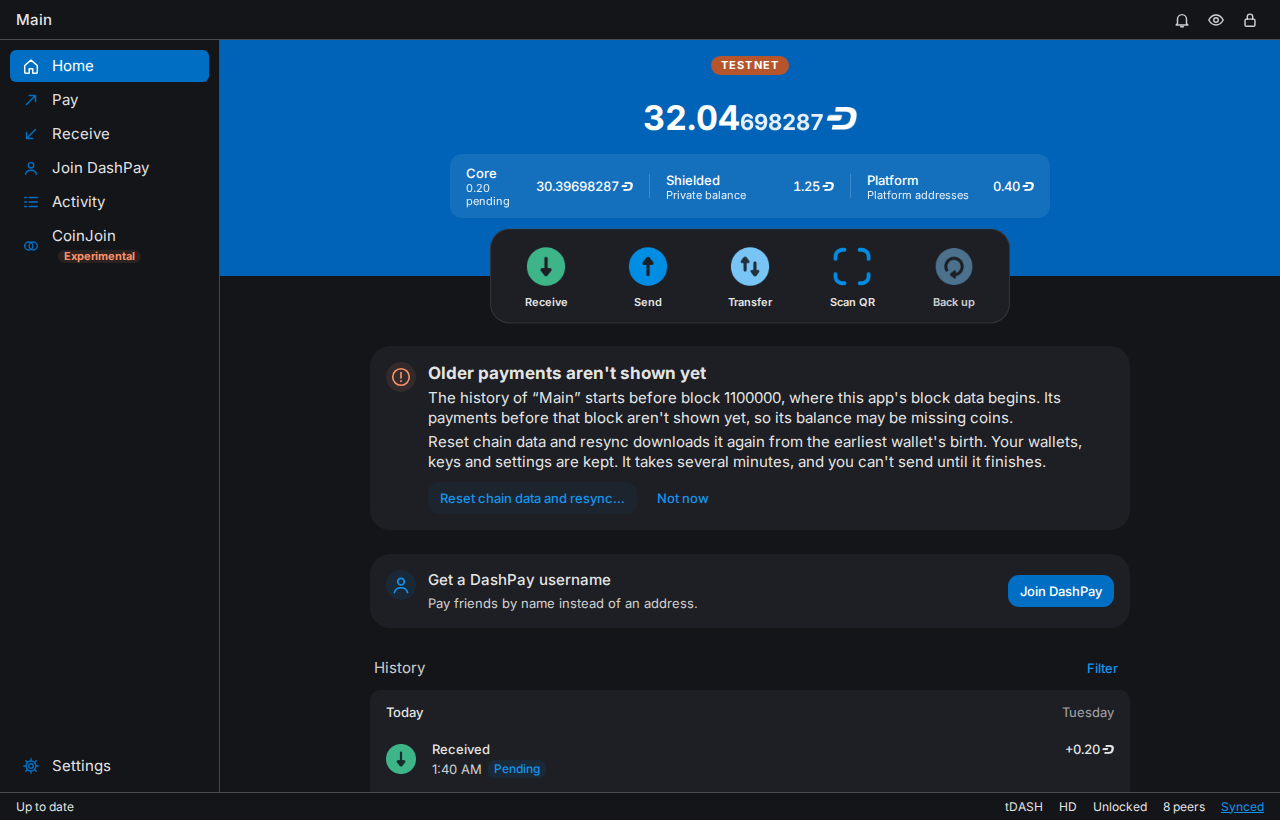 Main
Home
Pay
Receive
Join DashPay
Activity
CoinJoin
Experimental
Settings
TESTNET
32.04698287
Core
0.20
pending
30.39698287
Shielded
Private balance
1.25
Platform
Platform addresses
0.40
Receive
Send
Transfer
Scan QR
Back up
Older payments aren't shown yet
The history of “Main” starts before block 1100000, where this app's block data begins. Its
payments before that block aren't shown yet, so its balance may be missing coins.
Reset chain data and resync downloads it again from the earliest wallet's birth. Your wallets,
keys and settings are kept. It takes several minutes, and you can't send until it finishes.
Reset chain data and resync... Not now
Get a DashPay username
Pay friends by name instead of an address.
Join DashPay
History Filter
Today Tuesday
Received +0.20
1:40 AM Pending
Up to date tDASH HD Unlocked 8 peers Synced